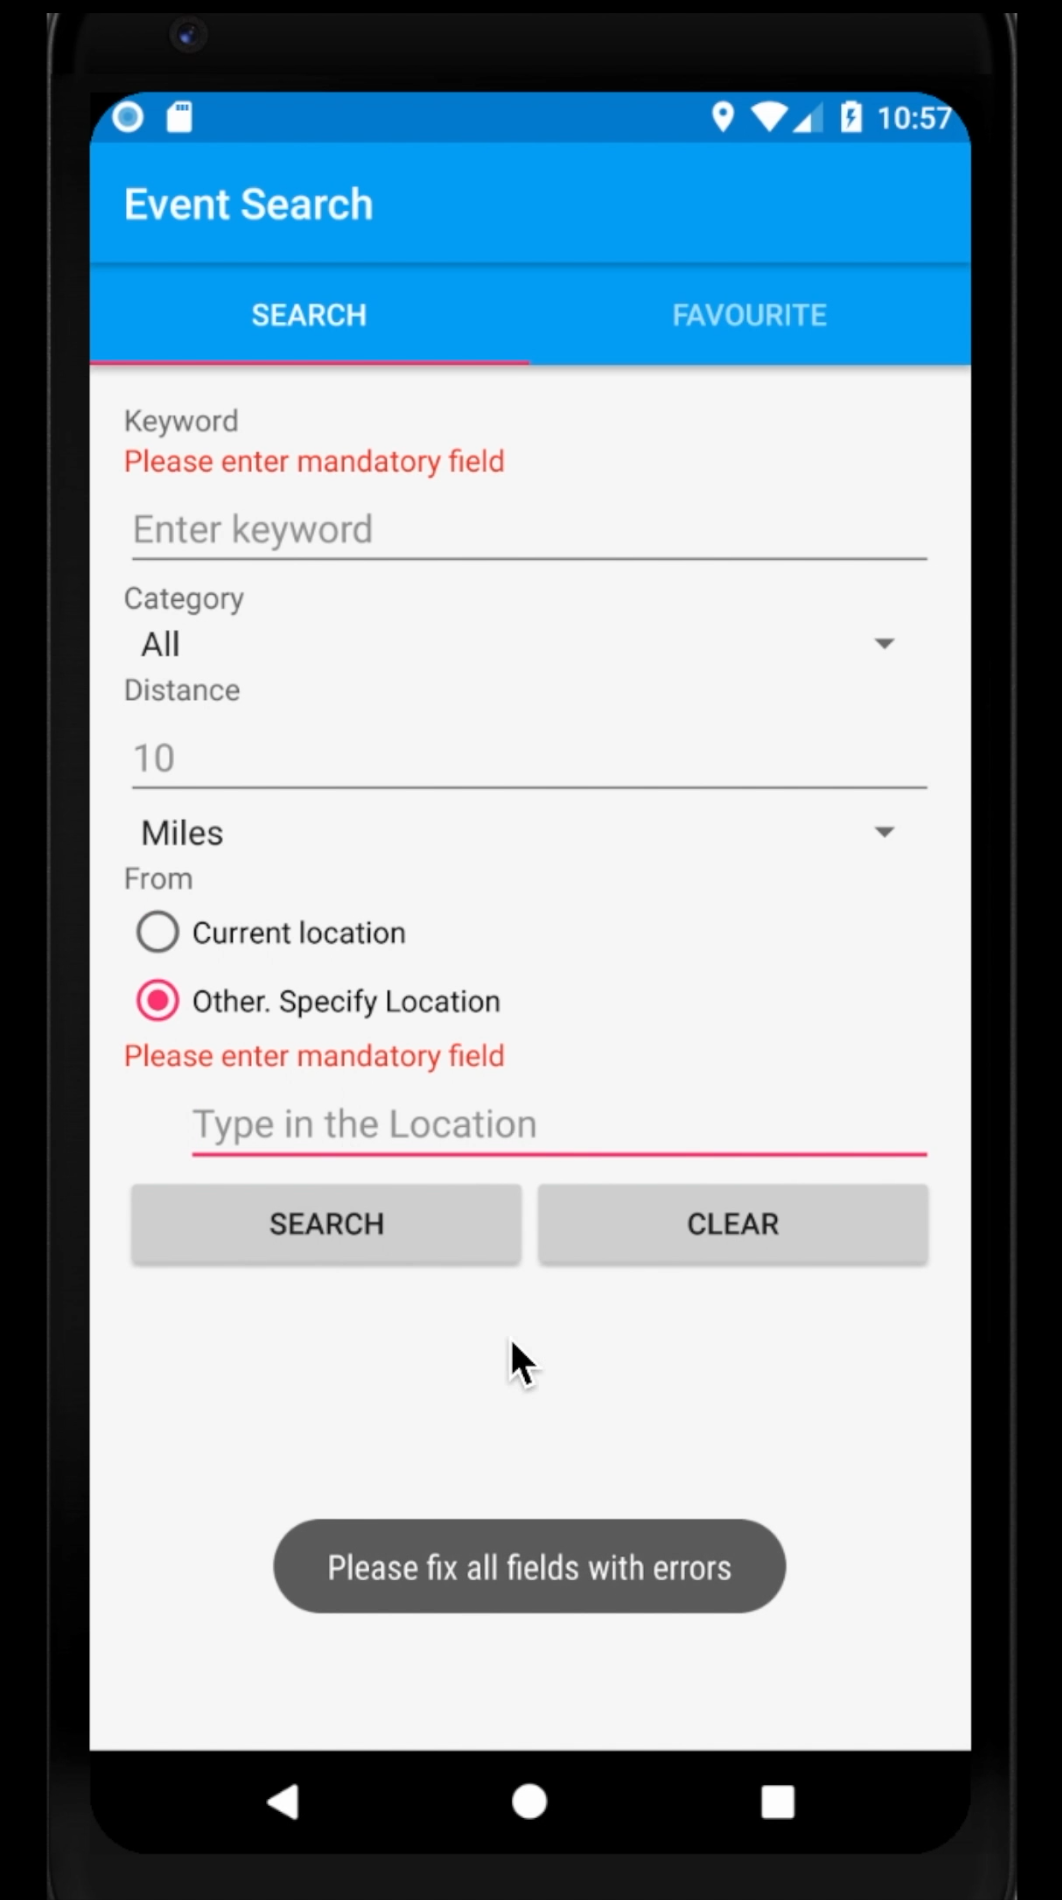 10:57
Event Search
SEARCH
FAVOURITE
Keyword
Please enter mandatory field
Enter keyword
Category
All
Distance
10
Miles
From
Current location
Other. Specify Location
Please enter mandatory field
Type in the Location
SEARCH
CLEAR
Please fix all fields with errors